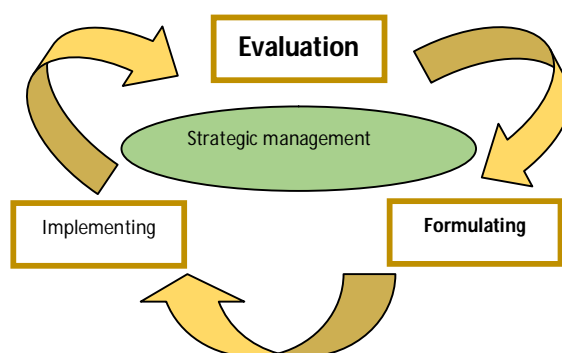 Evaluation
Strategic management
Implementing
Formulating